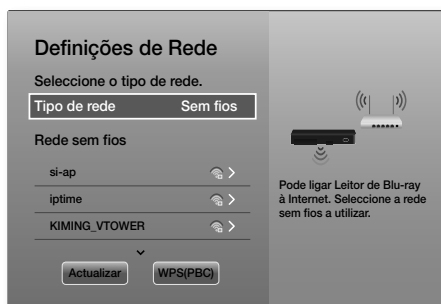 Definições de Rede
Seleccione o tipo de rede.
Tipo de rede Sem fios
Rede sem fios
si-ap
iptime
KIMING_VTOWER
Actualizar WPS(PBC)
Pode ligar Leitor de Blu-ray
à Internet. Seleccione a rede
sem fios a utilizar.